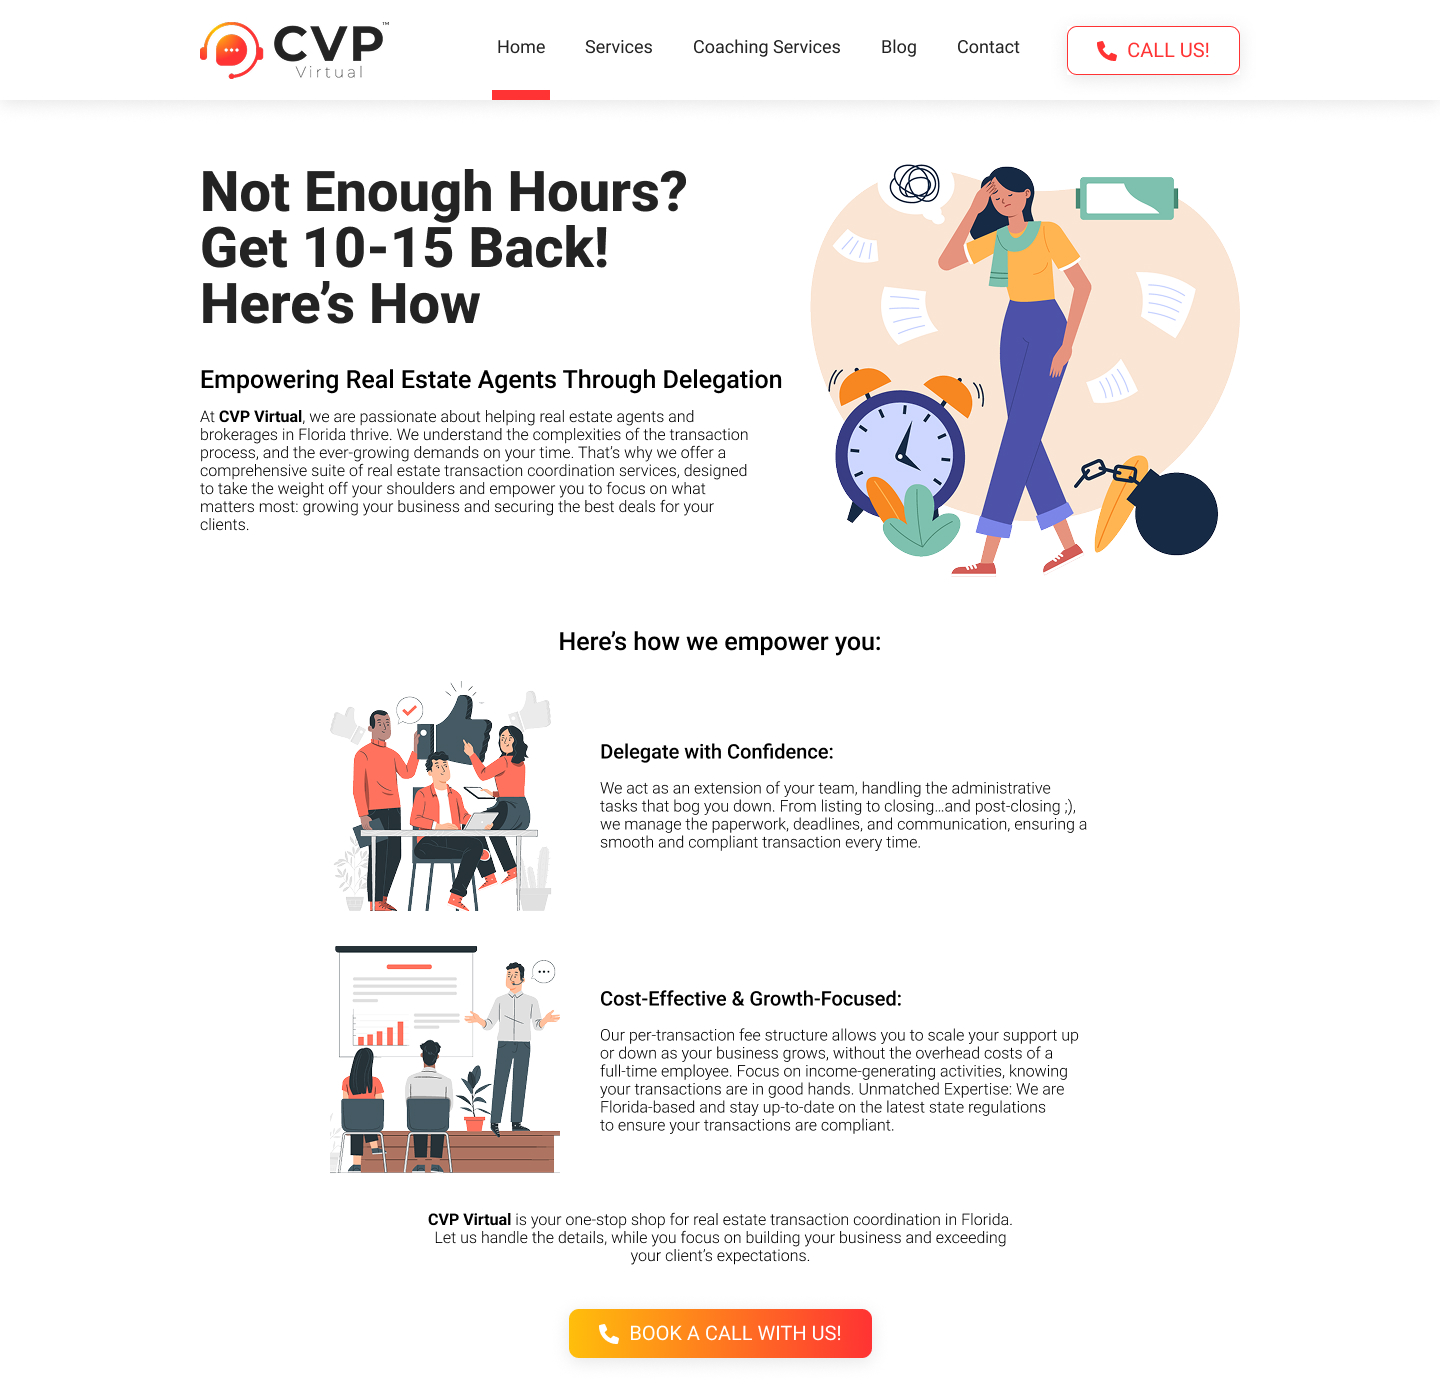 CVP™
Virtual
Home
Services
Coaching Services
Blog
Contact
CALL US!
Not Enough Hours?
Get 10-15 Back!
Here’s How
Empowering Real Estate Agents Through Delegation
At CVP Virtual, we are passionate about helping real estate agents and
brokerages in Florida thrive. We understand the complexities of the transaction
process, and the ever-growing demands on your time. That’s why we offer a
comprehensive suite of real estate transaction coordination services, designed
to take the weight off your shoulders and empower you to focus on what
matters most: growing your business and securing the best deals for your
clients.
Here’s how we empower you:
Delegate with Confidence:
We act as an extension of your team, handling the administrative
tasks that bog you down. From listing to closing...and post-closing ;),
we manage the paperwork, deadlines, and communication, ensuring a
smooth and compliant transaction every time.
Cost-Effective & Growth-Focused:
Our per-transaction fee structure allows you to scale your support up
or down as your business grows, without the overhead costs of a
full-time employee. Focus on income-generating activities, knowing
your transactions are in good hands. Unmatched Expertise: We are
Florida-based and stay up-to-date on the latest state regulations
to ensure your transactions are compliant.
CVP Virtual is your one-stop shop for real estate transaction coordination in Florida.
Let us handle the details, while you focus on building your business and exceeding
your client’s expectations.
BOOK A CALL WITH US!